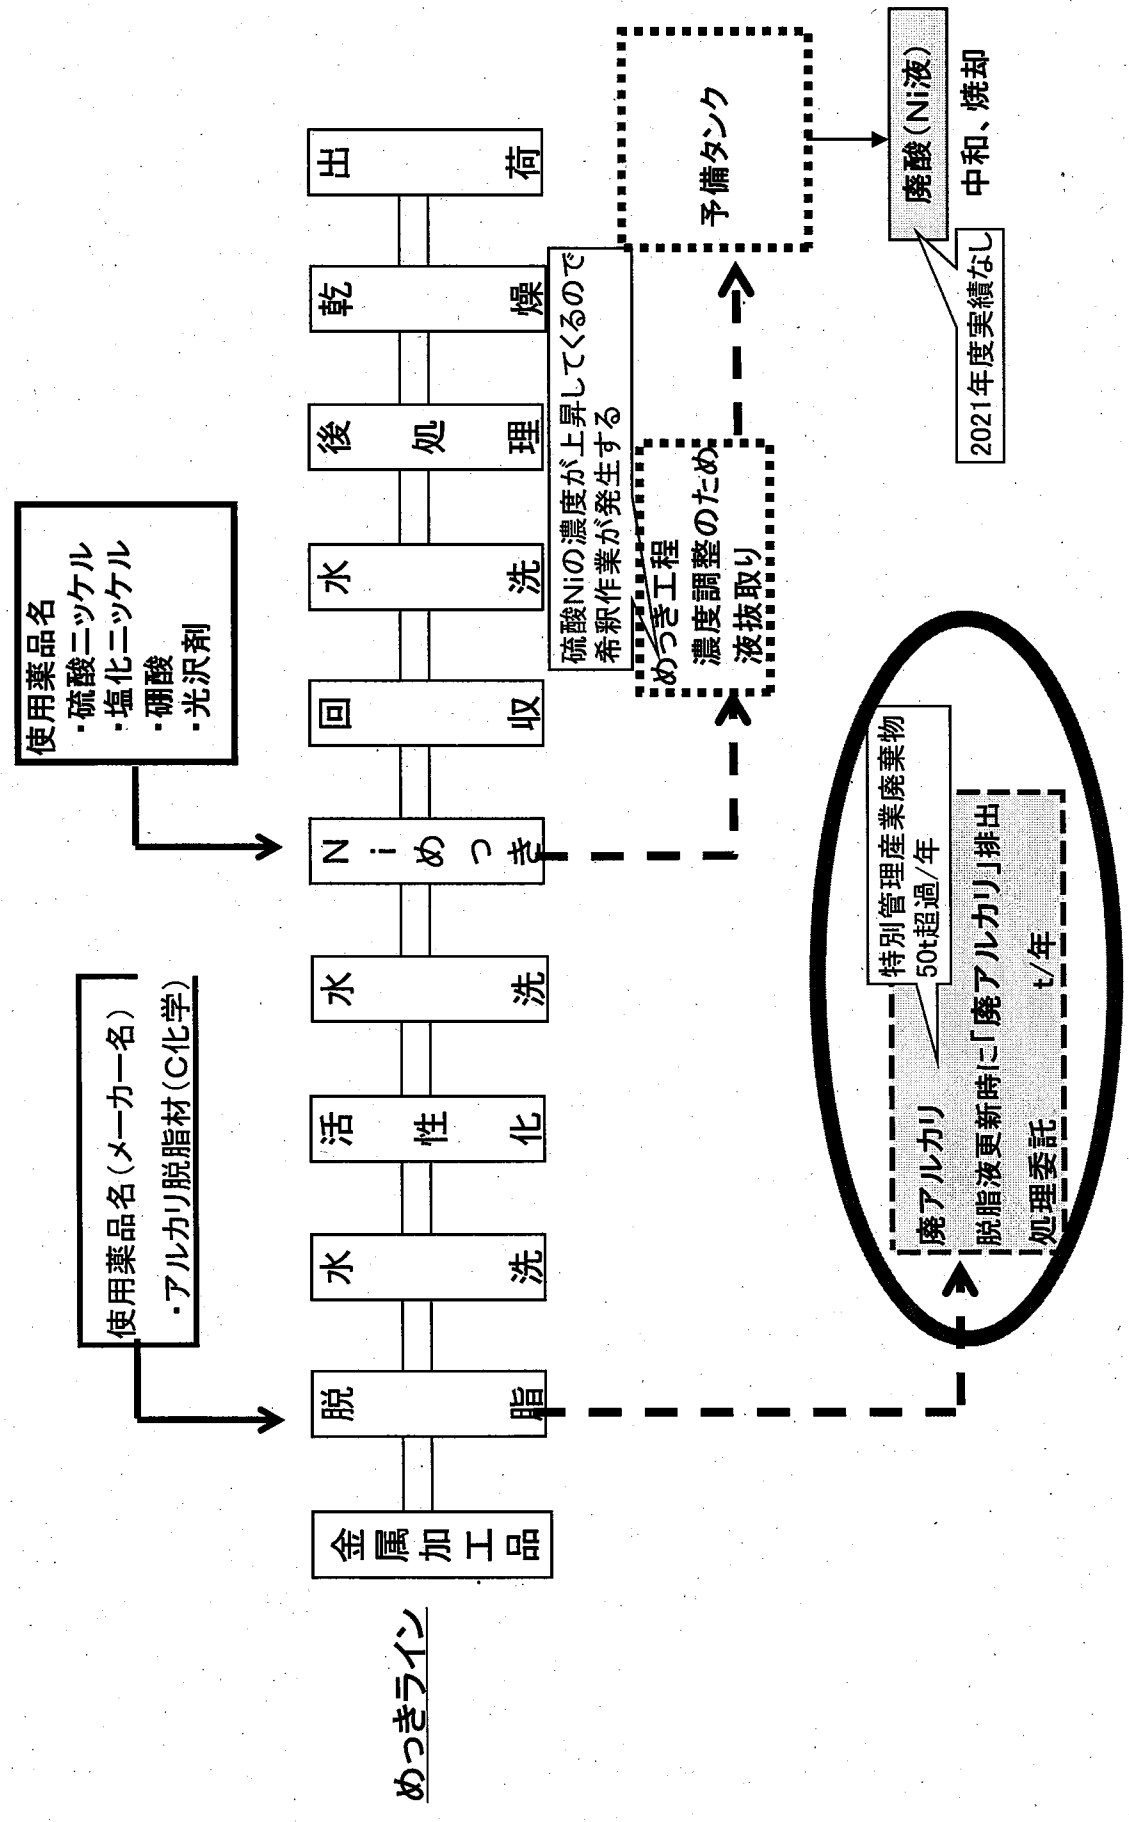 めっきライン
使用薬品名(メーカー名)
・アルカリ脱脂材(C化学)
使用薬品名
・硫酸ニッケル
・塩化ニッケル
・硼酸
・光沢剤
金属加工品
脱脂
水洗
活性化
水洗
Niめっき
回収
水洗
後処理
乾燥
出荷
硫酸Niの濃度が上昇してくるので
希釈作業が発生する
めっき工程
濃度調整のため
液抜取り
予備タンク
廃酸(Ni液)
中和、焼却
2021年度実績なし
特別管理産業廃棄物
50t超過/年
廃アルカリ
脱脂液更新時に「廃アルカリ」排出
処理委託 t/年